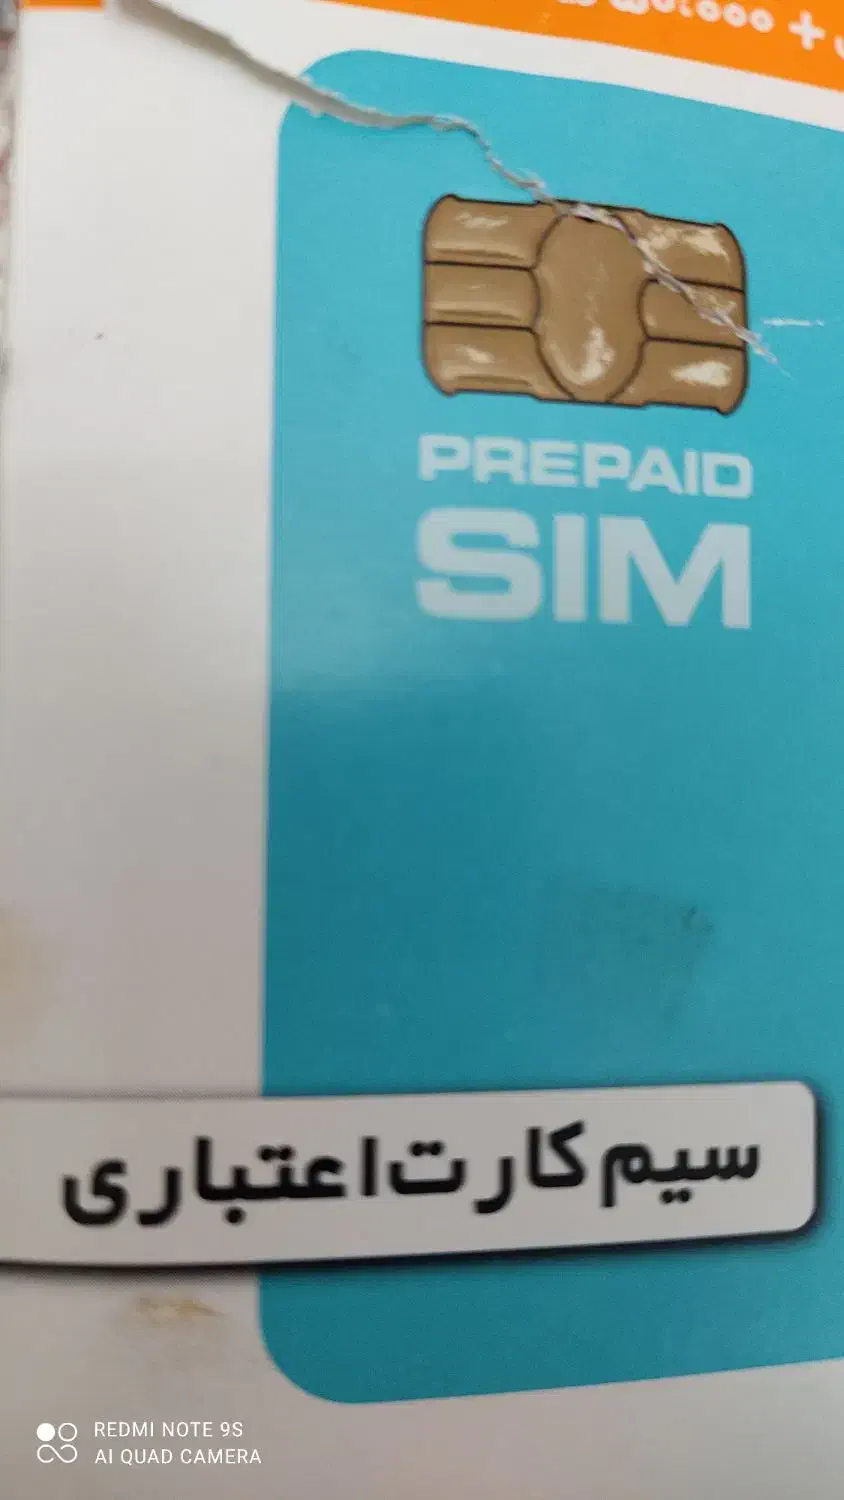 PREPAID
SIM
سیم کارت اعتباری
REDMI NOTE 9S
AI QUAD CAMERA